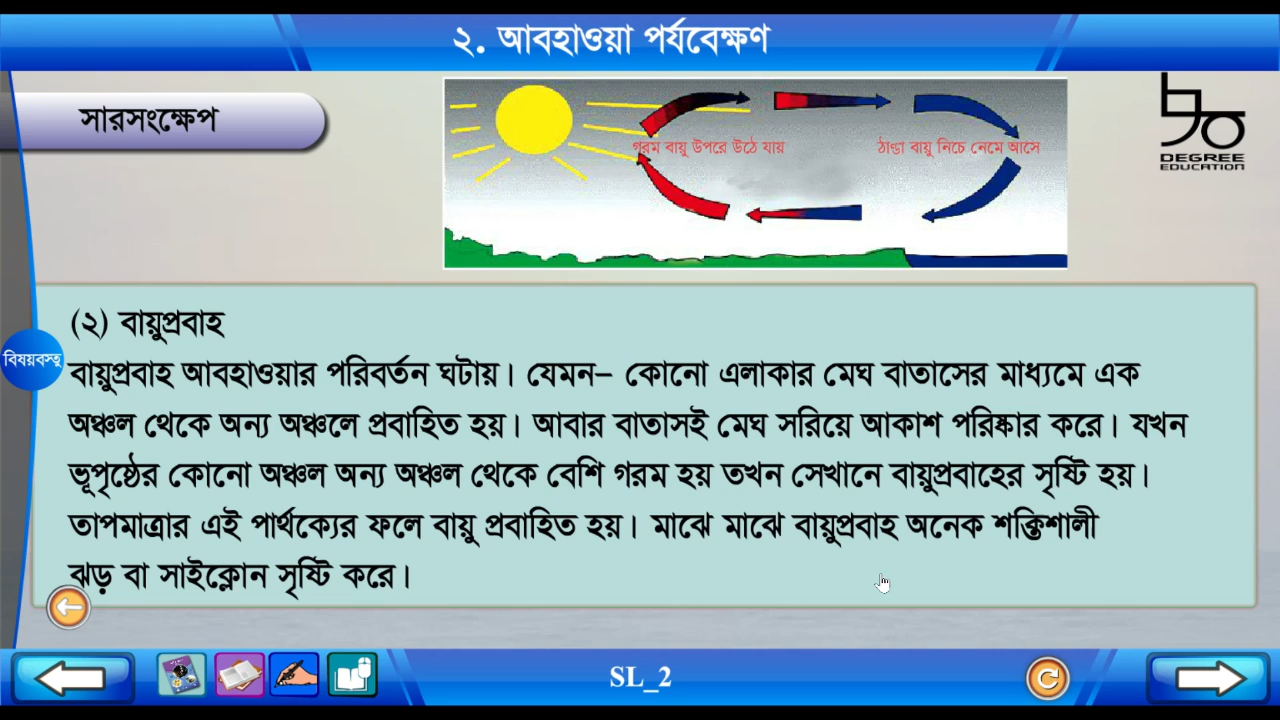 ২. আবহাওয়া পর্যবেক্ষণ
সারসংক্ষেপ
গরম বায়ু উপরে উঠে যায়
ঠাণ্ডা বায়ু নিচে নেমে আসে
DEGREE
EDUCATION
(২) বায়ুপ্রবাহ
বিষয়বস্তু
বায়ুপ্রবাহ আবহাওয়ার পরিবর্তন ঘটায়। যেমন– কোনো এলাকার মেঘ বাতাসের মাধ্যমে এক
অঞ্চল থেকে অন্য অঞ্চলে প্রবাহিত হয়। আবার বাতাসই মেঘ সরিয়ে আকাশ পরিষ্কার করে। যখন
ভূপৃষ্ঠের কোনো অঞ্চল অন্য অঞ্চল থেকে বেশি গরম হয় তখন সেখানে বায়ুপ্রবাহের সৃষ্টি হয়।
তাপমাত্রার এই পার্থক্যের ফলে বায়ু প্রবাহিত হয়। মাঝে মাঝে বায়ুপ্রবাহ অনেক শক্তিশালী
ঝড় বা সাইক্লোন সৃষ্টি করে।
SL_2